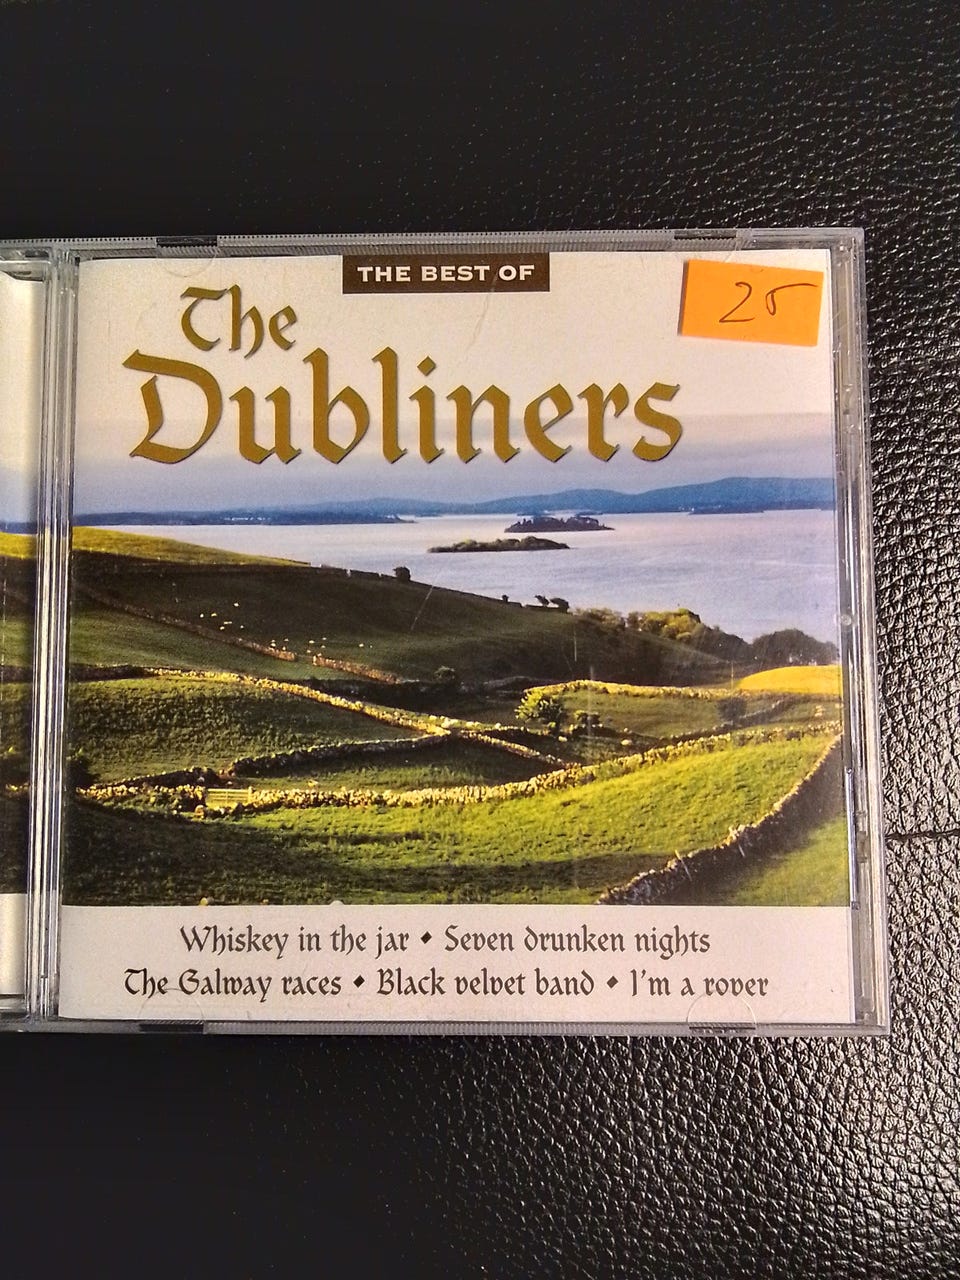 THE BEST OF
25
The
Dubliners
Whiskey in the jar • Seven drunken nights
The Galway races • Black velvet band • I'm a rover